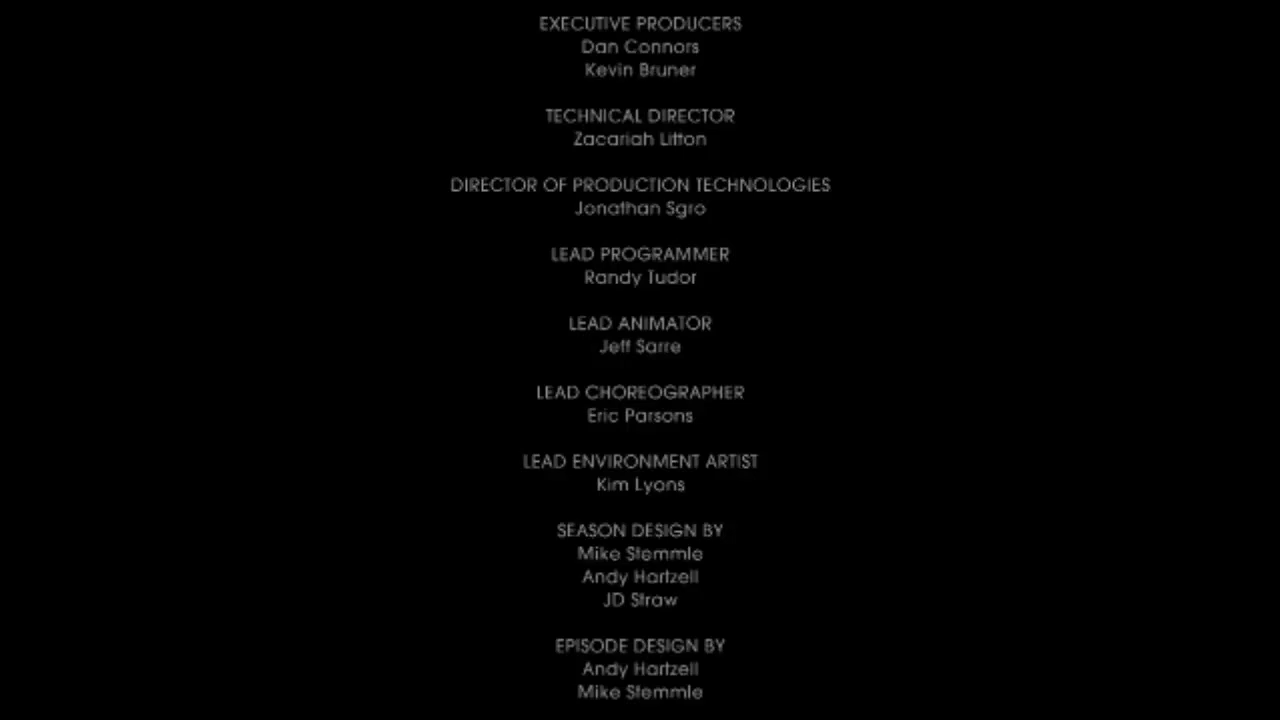 EXECUTIVE PRODUCERS
Dan Connors
Kevin Bruner
TECHNICAL DIRECTOR
Zacariah Litton
DIRECTOR OF PRODUCTION TECHNOLOGIES
Jonathan Sgro
LEAD PROGRAMMER
Randy Tudor
LEAD ANIMATOR
Jeff Sarre
LEAD CHOREOGRAPHER
Eric Parsons
LEAD ENVIRONMENT ARTIST
Kim Lyons
SEASON DESIGN BY
Mike Stemmle
Andy Hartzell
JD Straw
EPISODE DESIGN BY
Andy Hartzell
Mike Stemmle